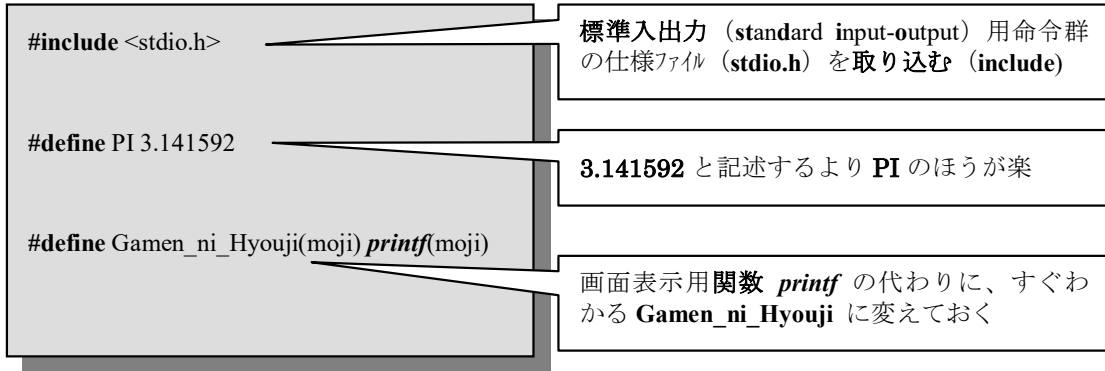 #include <stdio.h>
標準入出力（standard input-output）用命令群
の仕様ファイル（stdio.h）を取り込む（include)
#define PI 3.141592
3.141592 と記述するより PI のほうが楽
#define Gamen_ni_Hyouji(moji) printf(moji)
画面表示用関数 printf の代わりに、すぐわ
かる Gamen_ni_Hyouji に変えておく